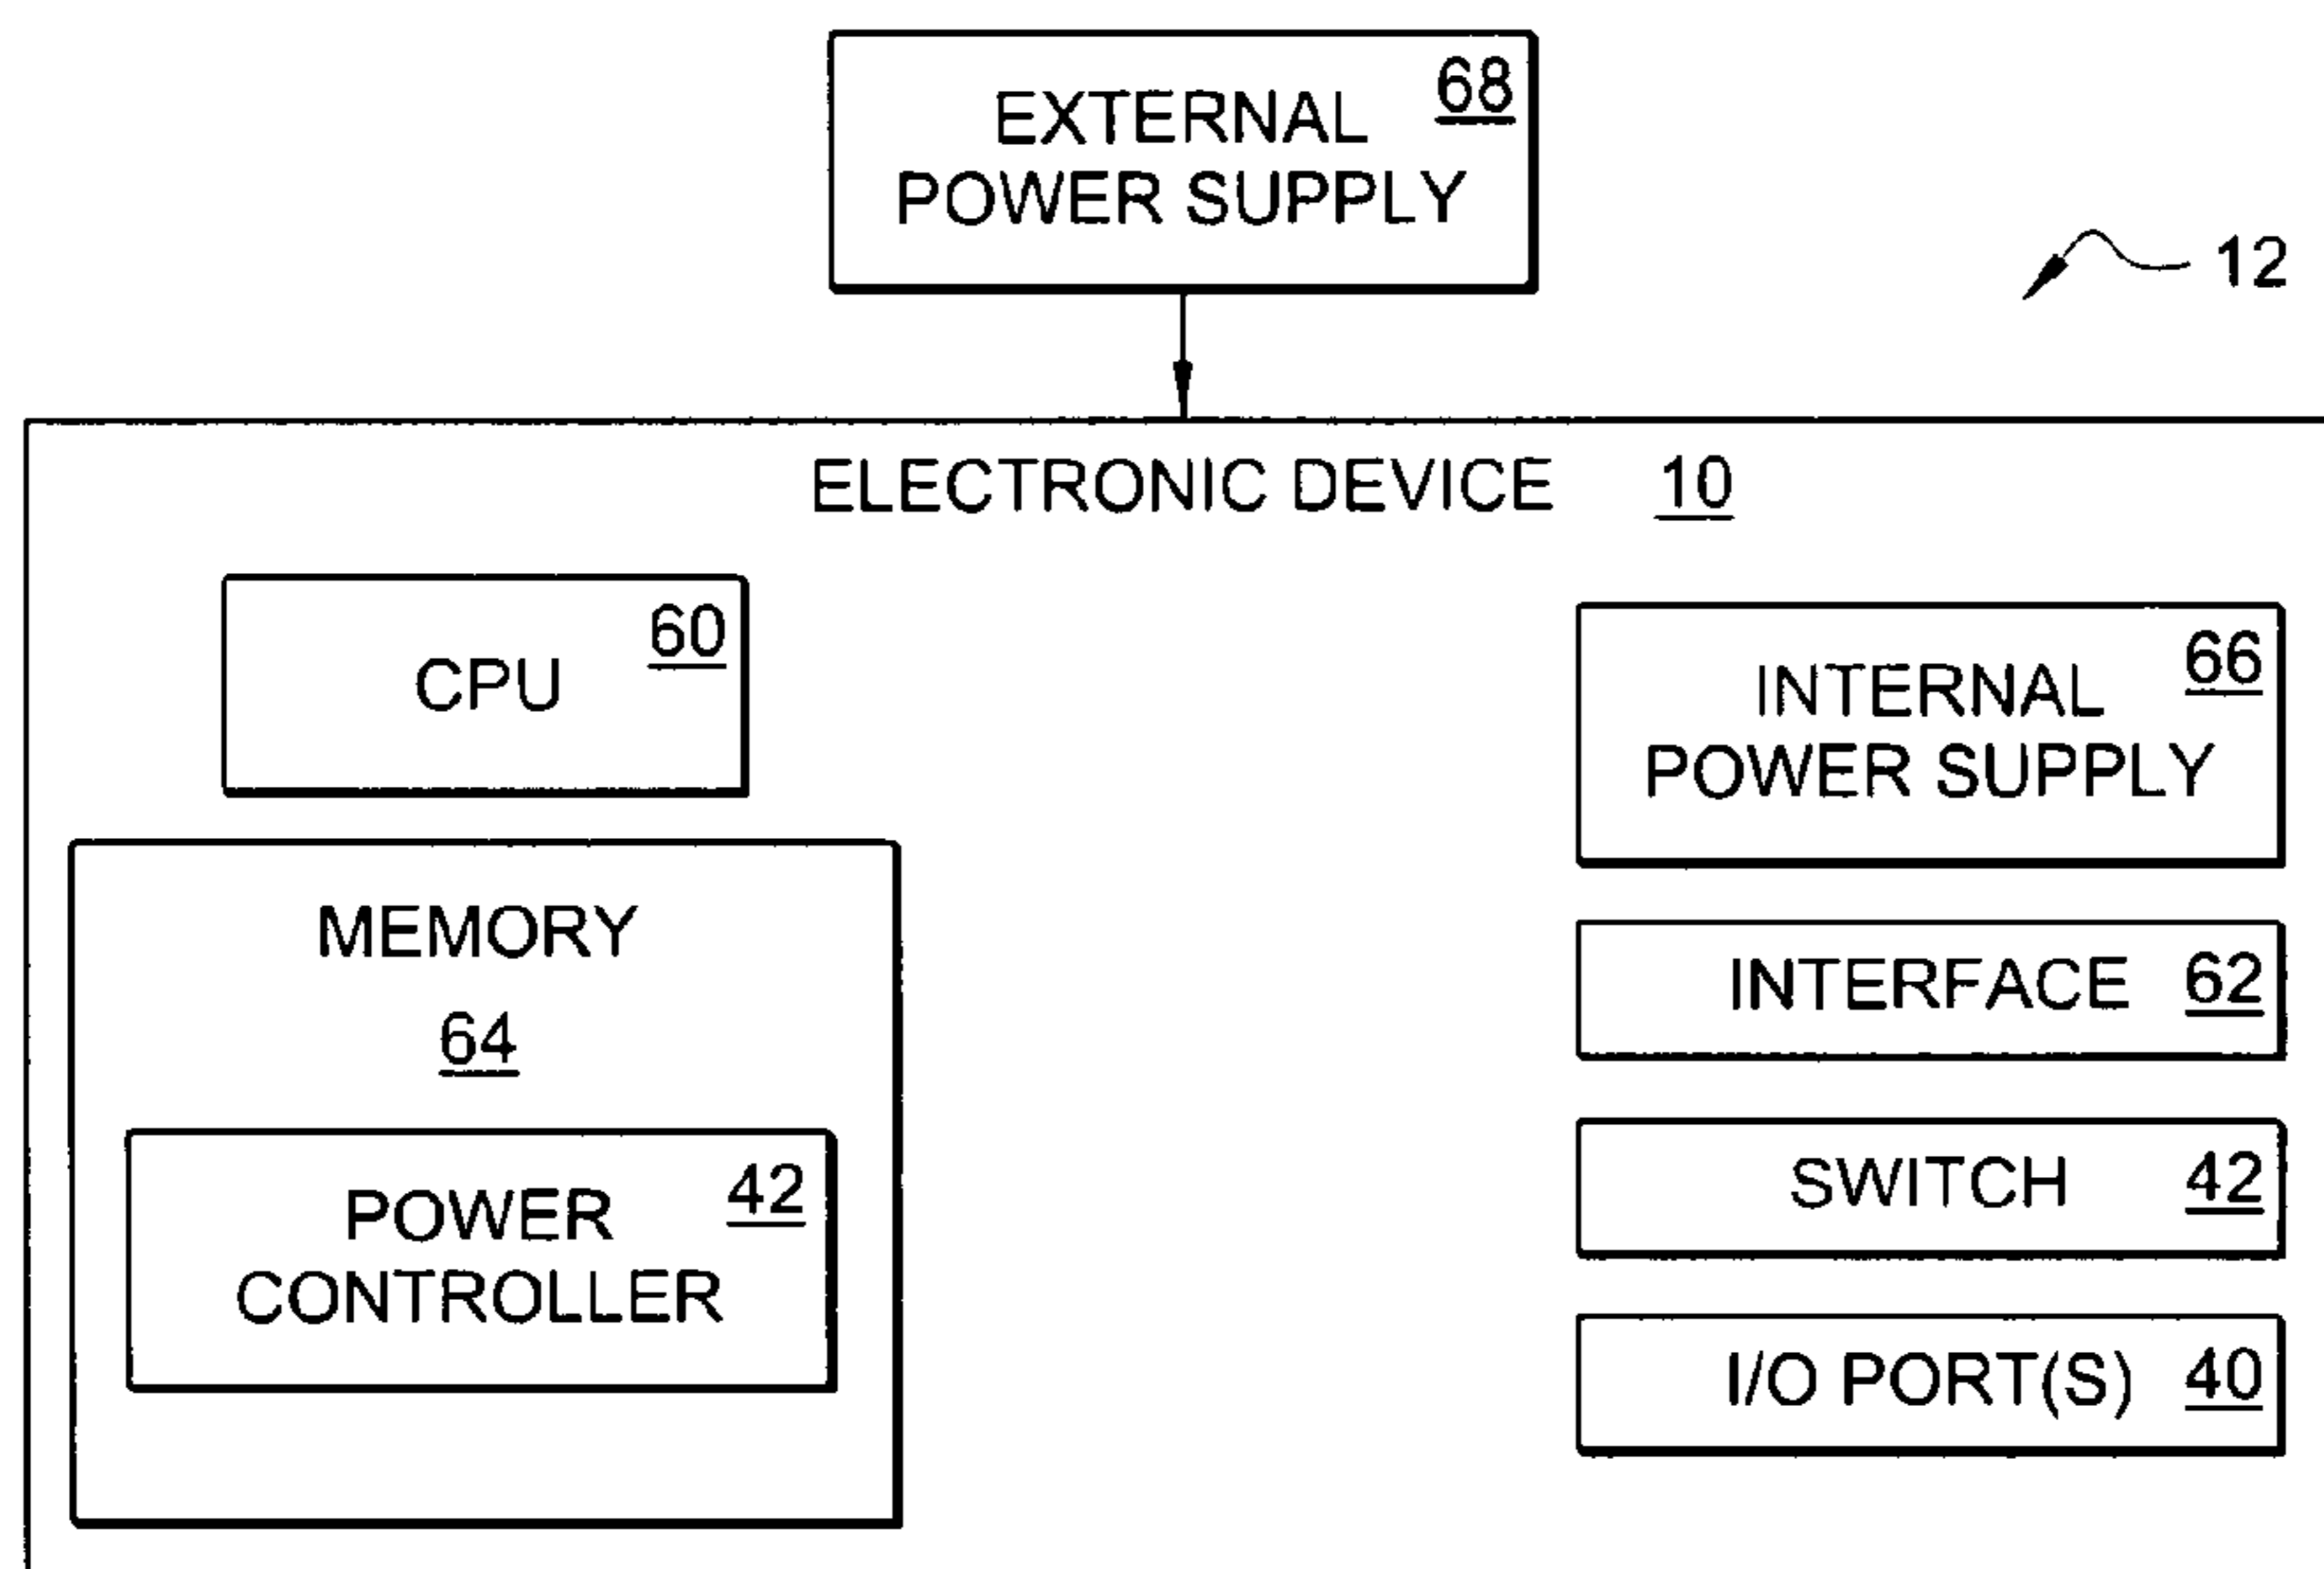 EXTERNAL 68
POWER SUPPLY
12
ELECTRONIC DEVICE 10
CPU 60
INTERNAL 66
POWER SUPPLY
MEMORY
64
INTERFACE 62
POWER 42
CONTROLLER
SWITCH 42
I/O PORT(S) 40